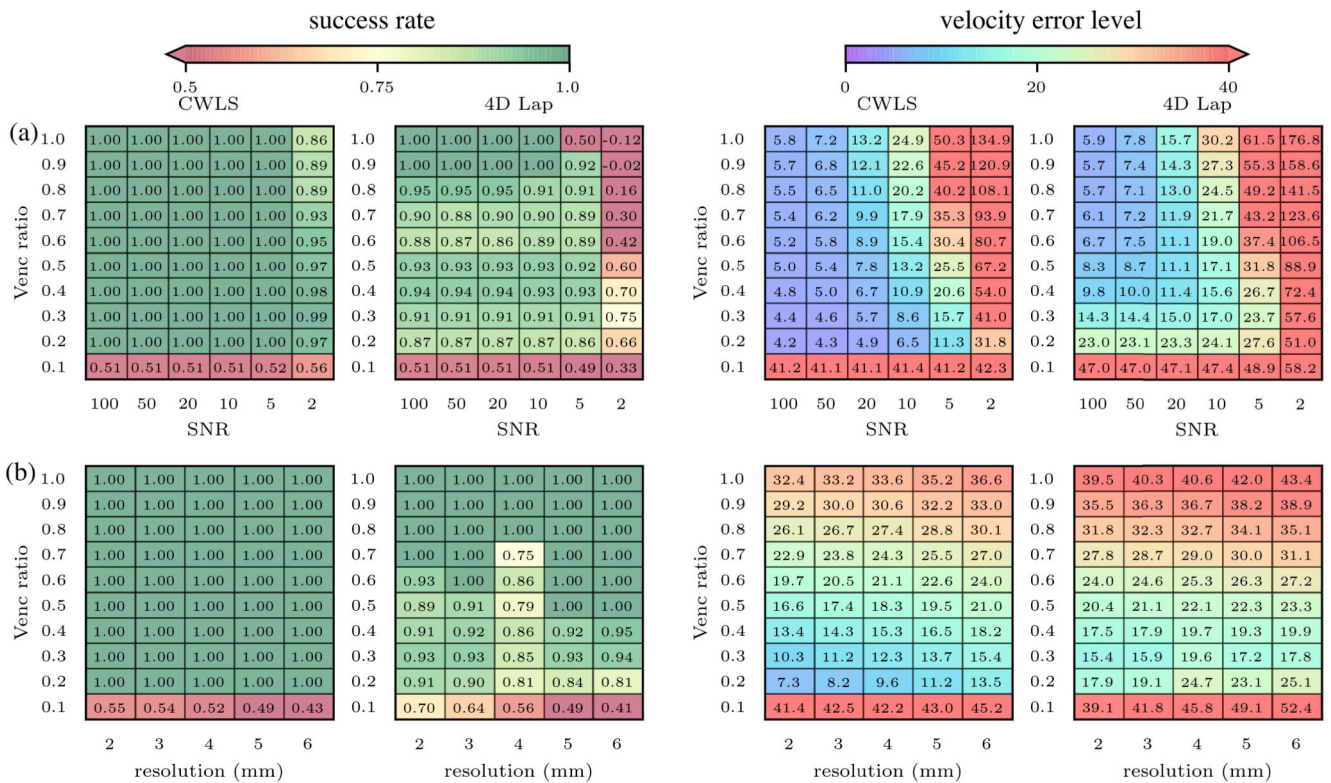 success rate
velocity error level
0.5 0.75 1.0
0 20 40
CWLS 4D Lap
CWLS 4D Lap
(a)
Venc ratio
1.0 1.00 1.00 1.00 1.00 1.00 0.86
0.9 1.00 1.00 1.00 1.00 1.00 0.89
0.8 1.00 1.00 1.00 1.00 1.00 0.89
0.7 1.00 1.00 1.00 1.00 1.00 0.93
0.6 1.00 1.00 1.00 1.00 1.00 0.95
0.5 1.00 1.00 1.00 1.00 1.00 0.97
0.4 1.00 1.00 1.00 1.00 1.00 0.98
0.3 1.00 1.00 1.00 1.00 1.00 0.99
0.2 1.00 1.00 1.00 1.00 1.00 0.97
0.1 0.51 0.51 0.51 0.51 0.52 0.56
100 50 20 10 5 2
SNR
1.0 1.00 1.00 1.00 1.00 0.50 -0.12
0.9 1.00 1.00 1.00 1.00 0.92 -0.02
0.8 0.95 0.95 0.95 0.91 0.91 0.16
0.7 0.90 0.88 0.90 0.90 0.89 0.30
0.6 0.88 0.87 0.86 0.89 0.89 0.42
0.5 0.93 0.93 0.93 0.93 0.92 0.60
0.4 0.94 0.94 0.94 0.93 0.93 0.70
0.3 0.91 0.91 0.91 0.91 0.91 0.75
0.2 0.87 0.87 0.87 0.87 0.86 0.66
0.1 0.51 0.51 0.51 0.51 0.49 0.33
100 50 20 10 5 2
SNR
Venc ratio
1.0 5.8 7.2 13.2 24.9 50.3 134.9
0.9 5.7 6.8 12.1 22.6 45.2 120.9
0.8 5.5 6.5 11.0 20.2 40.2 108.1
0.7 5.4 6.2 9.9 17.9 35.3 93.9
0.6 5.2 5.8 8.9 15.4 30.4 80.7
0.5 5.0 5.4 7.8 13.2 25.5 67.2
0.4 4.8 5.0 6.7 10.9 20.6 54.0
0.3 4.4 4.6 5.7 8.6 15.7 41.0
0.2 4.2 4.3 4.9 6.5 11.3 31.8
0.1 41.2 41.1 41.1 41.4 41.2 42.3
100 50 20 10 5 2
SNR
1.0 5.9 7.8 15.7 30.2 61.5 176.8
0.9 5.7 7.4 14.3 27.3 55.3 158.6
0.8 5.7 7.1 13.0 24.5 49.2 141.5
0.7 6.1 7.2 11.9 21.7 43.2 123.6
0.6 6.7 7.5 11.1 19.0 37.4 106.5
0.5 8.3 8.7 11.1 17.1 31.8 88.9
0.4 9.8 10.0 11.4 15.6 26.7 72.4
0.3 14.3 14.4 15.0 17.0 23.7 57.6
0.2 23.0 23.1 23.3 24.1 27.6 51.0
0.1 47.0 47.0 47.1 47.4 48.9 58.2
100 50 20 10 5 2
SNR
(b)
Venc ratio
1.0 1.00 1.00 1.00 1.00 1.00
0.9 1.00 1.00 1.00 1.00 1.00
0.8 1.00 1.00 1.00 1.00 1.00
0.7 1.00 1.00 1.00 1.00 1.00
0.6 1.00 1.00 1.00 1.00 1.00
0.5 1.00 1.00 1.00 1.00 1.00
0.4 1.00 1.00 1.00 1.00 1.00
0.3 1.00 1.00 1.00 1.00 1.00
0.2 1.00 1.00 1.00 1.00 1.00
0.1 0.55 0.54 0.52 0.49 0.43
2 3 4 5 6
resolution (mm)
1.0 1.00 1.00 1.00 1.00 1.00
0.9 1.00 1.00 1.00 1.00 1.00
0.8 1.00 1.00 1.00 1.00 1.00
0.7 1.00 1.00 0.75 1.00 1.00
0.6 0.93 1.00 0.86 1.00 1.00
0.5 0.89 0.91 0.79 1.00 1.00
0.4 0.91 0.92 0.86 0.92 0.95
0.3 0.93 0.93 0.85 0.93 0.94
0.2 0.91 0.90 0.81 0.84 0.81
0.1 0.70 0.64 0.56 0.49 0.41
2 3 4 5 6
resolution (mm)
Venc ratio
1.0 32.4 33.2 33.6 35.2 36.6
0.9 29.2 30.0 30.6 32.2 33.0
0.8 26.1 26.7 27.4 28.8 30.1
0.7 22.9 23.8 24.3 25.5 27.0
0.6 19.7 20.5 21.1 22.6 24.0
0.5 16.6 17.4 18.3 19.5 21.0
0.4 13.4 14.3 15.3 16.5 18.2
0.3 10.3 11.2 12.3 13.7 15.4
0.2 7.3 8.2 9.6 11.2 13.5
0.1 41.4 42.5 42.2 43.0 45.2
2 3 4 5 6
resolution (mm)
1.0 39.5 40.3 40.6 42.0 43.4
0.9 35.5 36.3 36.7 38.2 38.9
0.8 31.8 32.3 32.7 34.1 35.1
0.7 27.8 28.7 29.0 30.0 31.1
0.6 24.0 24.6 25.3 26.3 27.2
0.5 20.4 21.1 22.1 22.3 23.3
0.4 17.5 17.9 19.7 19.3 19.9
0.3 15.4 15.9 19.6 17.2 17.8
0.2 17.9 19.1 24.7 23.1 25.1
0.1 39.1 41.8 45.8 49.1 52.4
2 3 4 5 6
resolution (mm)